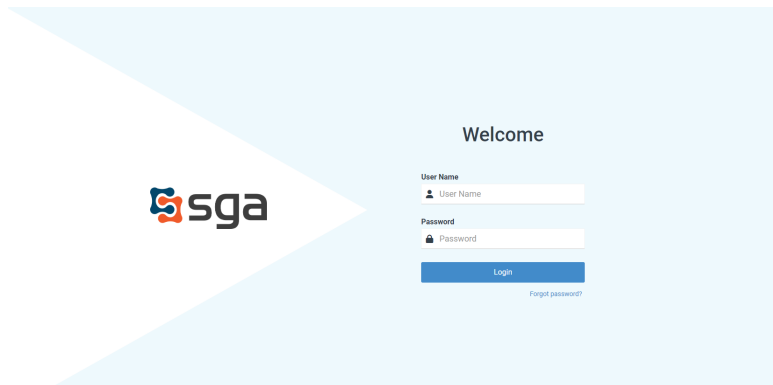 sga
Welcome
User Name
User Name
Password
Password
Login
Forgot password?